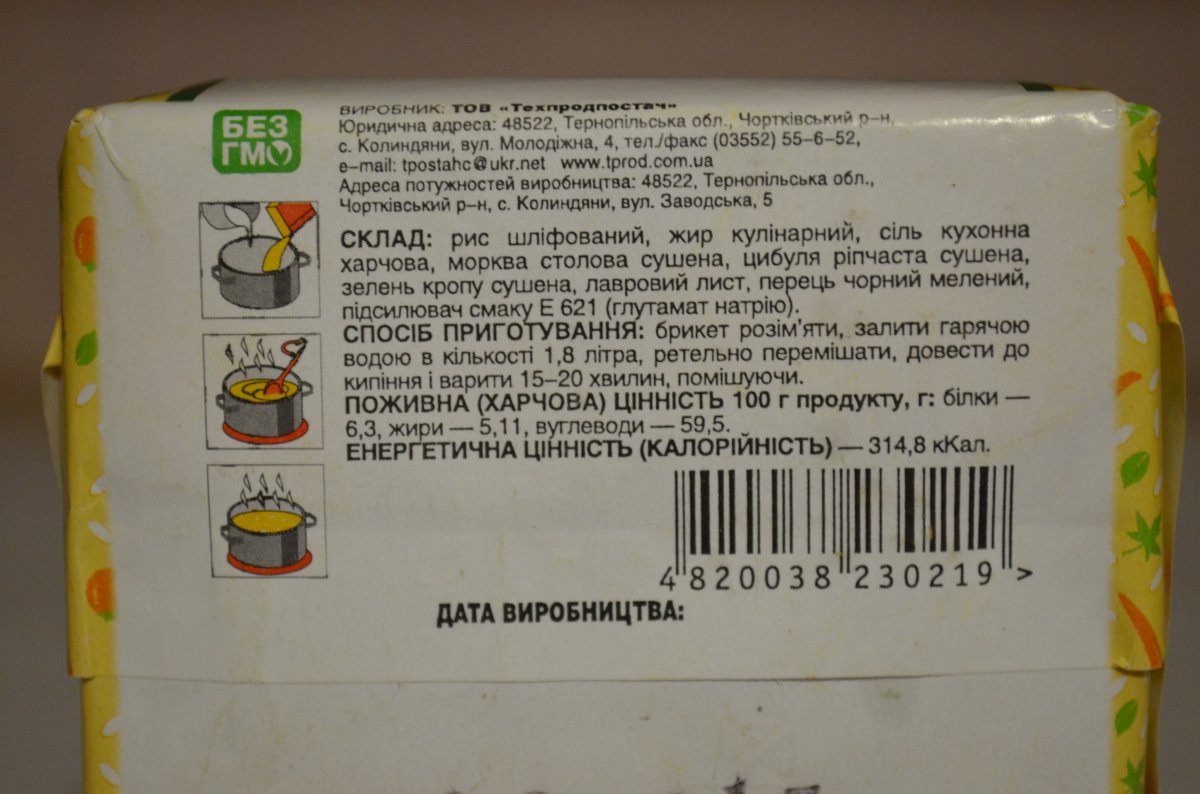 БЕЗ
ГМО
ВИРОБНИК: ТОВ «Техпродпостач»
Юридична адреса: 48522, Тернопільська обл., Чортківський р–н,
с. Колиндяни, вул. Молодіжна, 4, тел./факс (03552) 55–6–52,
e–mail: tpostahc@ukr.net www.tprod.com.ua
Адреса потужностей виробництва: 48522, Тернопільська обл.,
Чортківський р–н, с. Колиндяни, вул. Заводська, 5
СКЛАД: рис шліфований, жир кулінарний, сіль кухонна
харчова, морква столова сушена, цибуля ріпчаста сушена,
зелень кропу сушена, лавровий лист, перець чорний мелений,
підсилювач смаку Е 621 (глутамат натрію).
СПОСІБ ПРИГОТУВАННЯ: брикет розім'яти, залити гарячою
водою в кількості 1,8 літра, ретельно перемішати, довести до
кипіння і варити 15–20 хвилин, помішуючи.
ПОЖИВНА (ХАРЧОВА) ЦІННІСТЬ 100 г продукту, г: білки —
6,3, жири — 5,11, вуглеводи — 59,5.
ЕНЕРГЕТИЧНА ЦІННІСТЬ (КАЛОРІЙНІСТЬ) — 314,8 кКал.
4 820038 230219 >
ДАТА ВИРОБНИЦТВА: